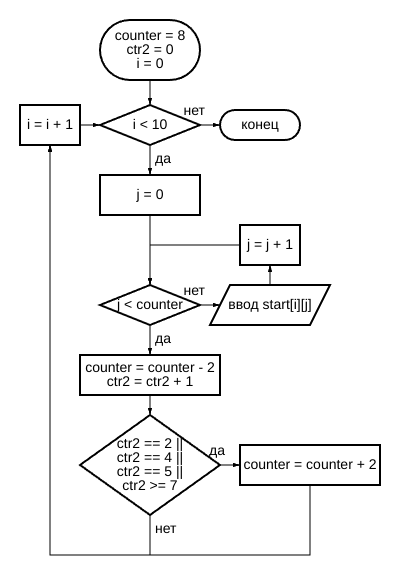 counter = 8
ctr2 = 0
i = 0
нет
i = i + 1
i < 10
конец
да
j = 0
j = j + 1
нет
j < counter
ввод start[i][j]
да
counter = counter - 2
ctr2 = ctr2 + 1
ctr2 == 2 ||
да
ctr2 == 4 ||
counter = counter + 2
ctr2 == 5 ||
ctr2 >= 7
нет